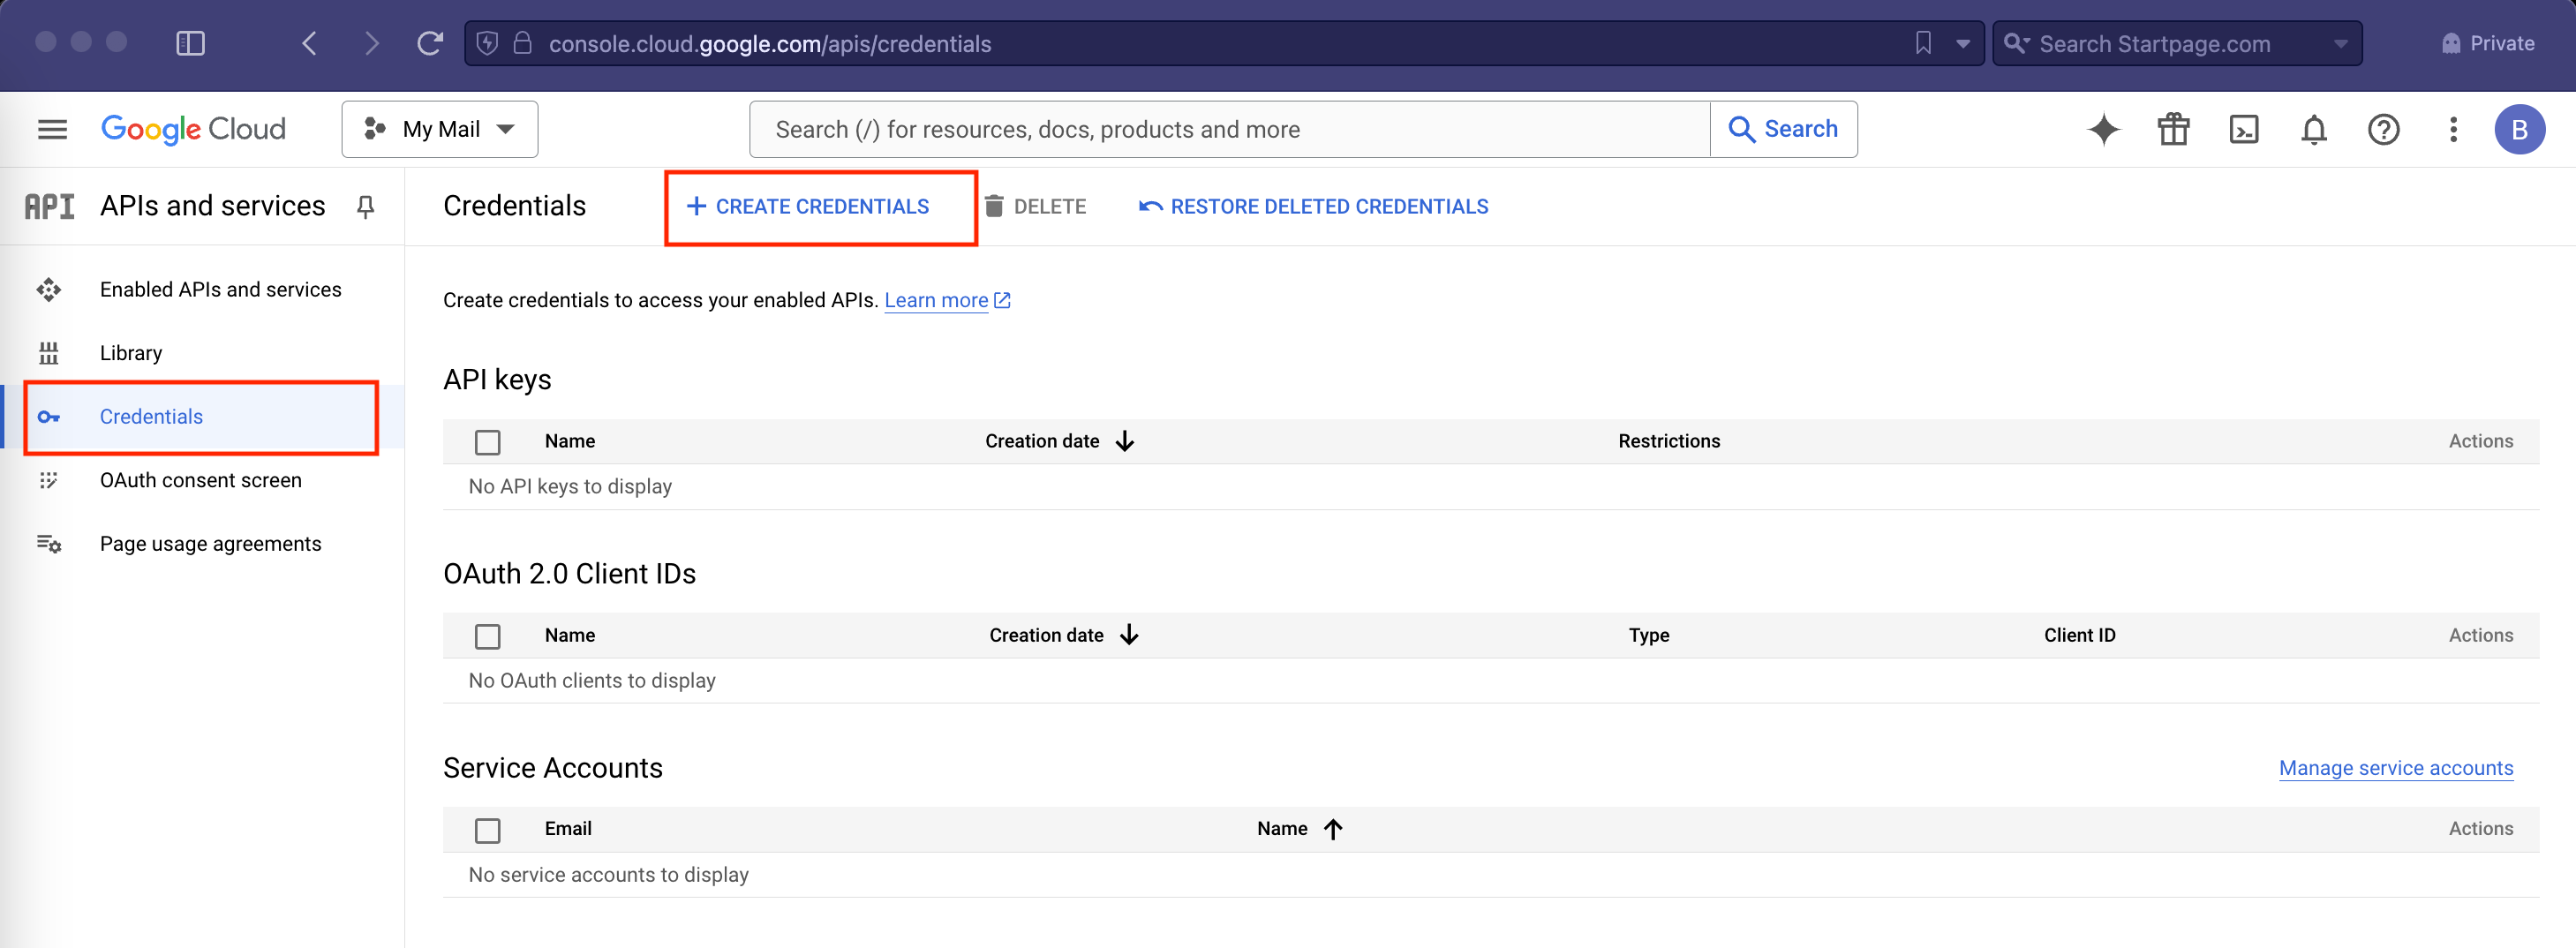 console.cloud.google.com/apis/credentials
Search Startpage.com
Private
Google Cloud
My Mail
Search (/) for resources, docs, products and more
Search
B
API
APIs and services
Credentials
+ CREATE CREDENTIALS
DELETE
RESTORE DELETED CREDENTIALS
Enabled APIs and services
Library
Credentials
OAuth consent screen
Page usage agreements
Create credentials to access your enabled APIs. Learn more
API keys
Name
Creation date
Restrictions
Actions
No API keys to display
OAuth 2.0 Client IDs
Name
Creation date
Type
Client ID
Actions
No OAuth clients to display
Service Accounts
Manage service accounts
Email
Name
Actions
No service accounts to display